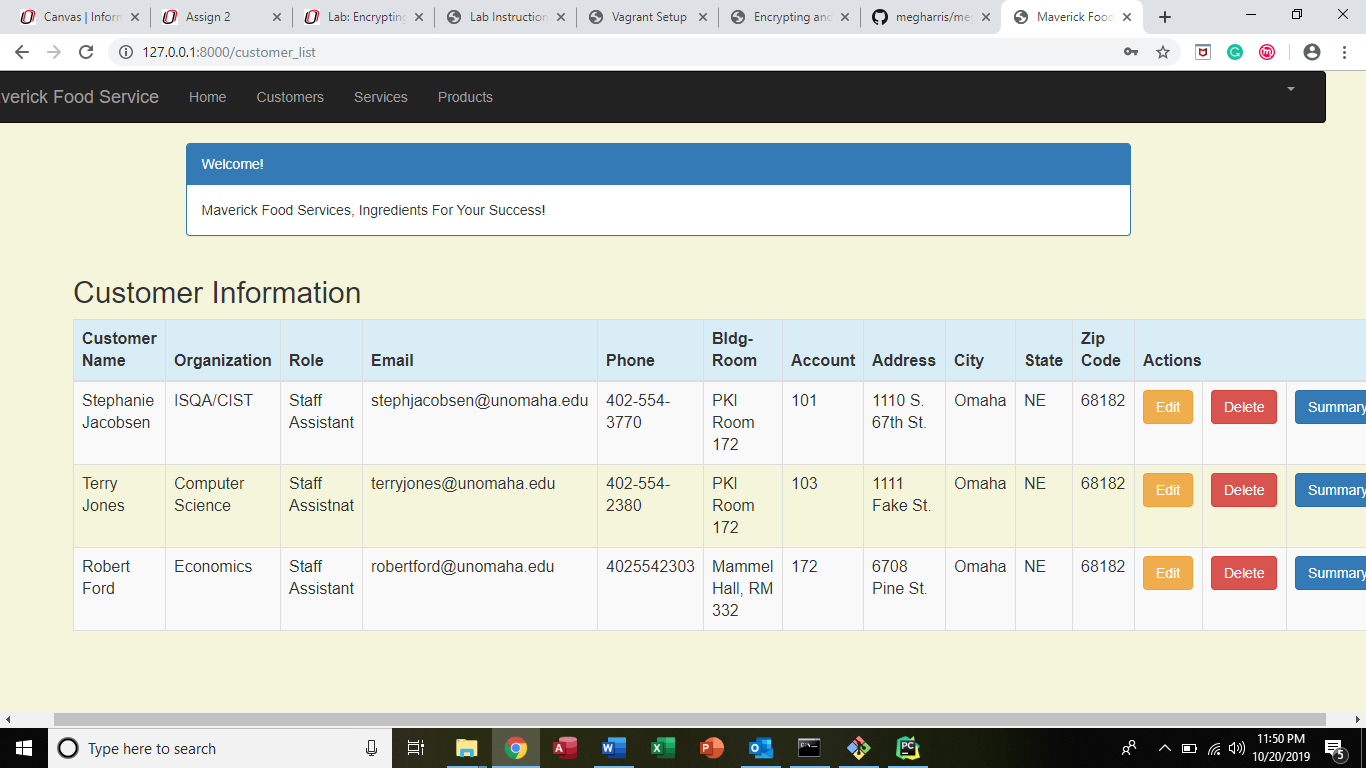 Canvas | Inform
Assign 2
Lab: Encrypting
Lab Instruction
Vagrant Setup
Encrypting and
megharris/me
Maverick Food
127.0.0.1:8000/customer_list
verick Food Service
Home
Customers
Services
Products
Welcome!
Maverick Food Services, Ingredients For Your Success!
Customer Information
Customer Name Organization Role Email Phone Bldg-Room Account Address City State Zip Code Actions
Stephanie ISQA/CIST Staff stephjacobsen@unomaha.edu 402-554- PKI 101 1110 S. Omaha NE 68182 Edit Delete Summary
Jacobsen Assistant 3770 Room 67th St.
172
Terry Computer Staff terryjones@unomaha.edu 402-554- PKI 103 1111 Omaha NE 68182 Edit Delete Summary
Jones Science Assistnat 2380 Room Fake St.
172
Robert Economics Staff robertford@unomaha.edu 4025542303 Mammel 172 6708 Omaha NE 68182 Edit Delete Summary
Ford Assistant Hall, RM Pine St.
332
Type here to search
11:50 PM
10/20/2019
5